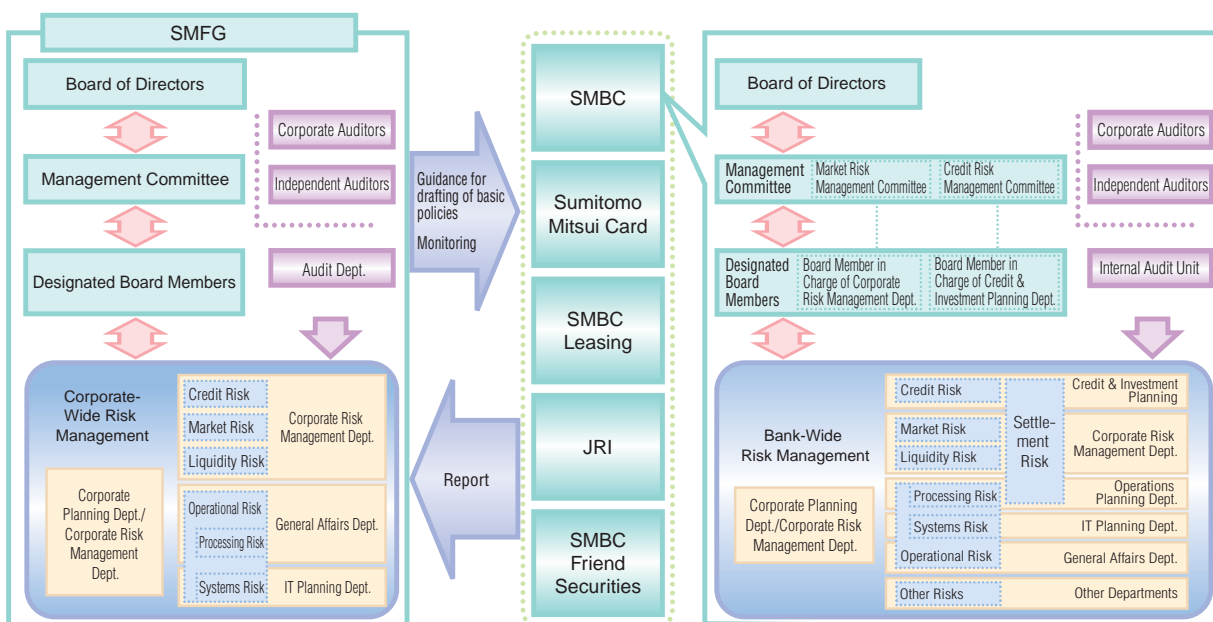 SMFG
Board of Directors
Corporate Auditors
Management Committee
Independent Auditors
Designated Board Members
Audit Dept.
Corporate-
Wide Risk
Management
Corporate
Planning Dept./
Corporate Risk
Management
Dept.
Credit Risk
Market Risk
Liquidity Risk
Corporate Risk
Management Dept.
Operational Risk
Processing Risk
General Affairs Dept.
Systems Risk
IT Planning Dept.
Guidance for
drafting of basic
policies
Monitoring
Report
SMBC
Sumitomo
Mitsui Card
SMBC
Leasing
JRI
SMBC
Friend
Securities
Board of Directors
Corporate Auditors
Management
Committee
Market Risk
Management Committee
Credit Risk
Management Committee
Independent Auditors
Designated
Board
Members
Board Member in
Charge of Corporate
Risk Management Dept.
Board Member in
Charge of Credit &
Investment Planning Dept.
Internal Audit Unit
Bank-Wide
Risk Management
Corporate Planning
Dept./Corporate Risk
Management Dept.
Credit Risk
Market Risk
Liquidity Risk
Settle-
ment
Risk
Processing Risk
Systems Risk
Operational Risk
Other Risks
Credit & Investment
Planning
Corporate Risk
Management Dept.
Operations
Planning Dept.
IT Planning Dept.
General Affairs Dept.
Other Departments